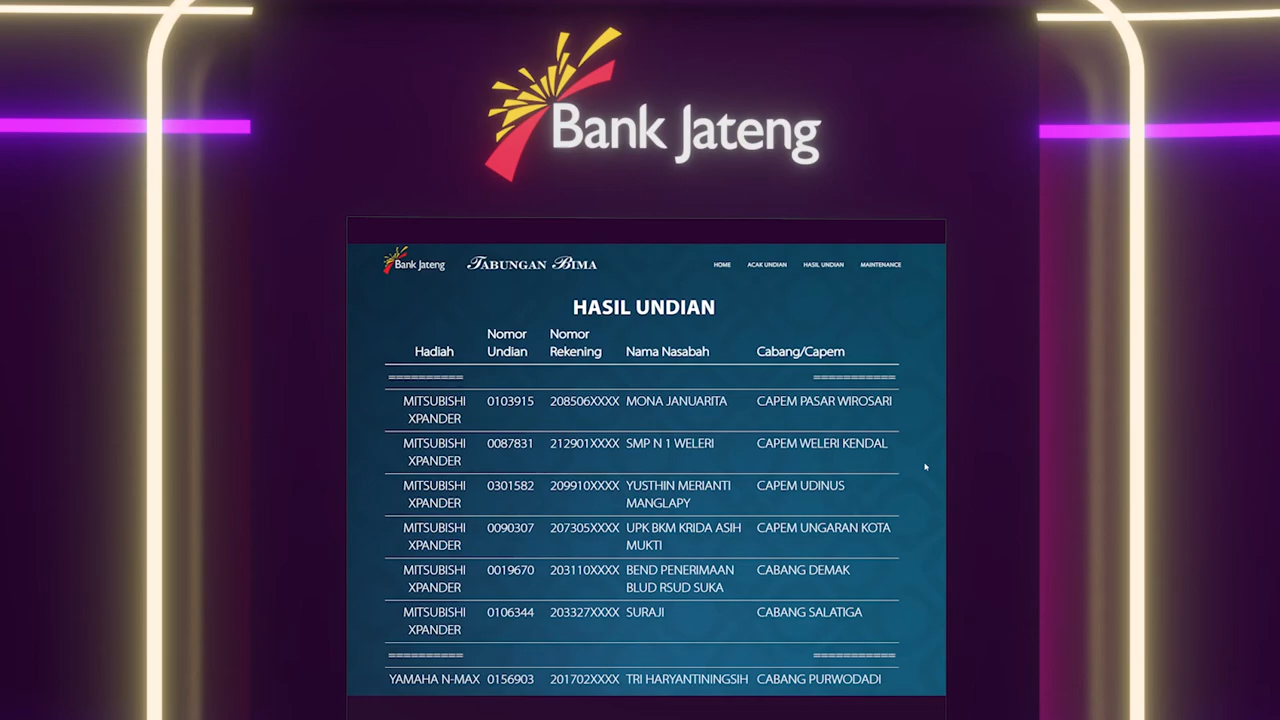 Bank Jateng
Bank Jateng TABUNGAN BIMA HOME ACAK UNDIAN HASIL UNDIAN MAINTENANCE
HASIL UNDIAN
Hadiah Nomor Undian Nomor Rekening Nama Nasabah Cabang/Capem
=========== ============
MITSUBISHI XPANDER 0103915 208506XXXX MONA JANUARITA CAPEM PASAR WIROSARI
MITSUBISHI XPANDER 0087831 212901XXXX SMP N 1 WELERI CAPEM WELERI KENDAL
MITSUBISHI XPANDER 0301582 209910XXXX YUSTHIN MERIANTI MANGLAPY CAPEM UDINUS
MITSUBISHI XPANDER 0090307 207305XXXX UPK BKM KRIDA ASIH MUKTI CAPEM UNGARAN KOTA
MITSUBISHI XPANDER 0019670 203110XXXX BEND PENERIMAAN BLUD RSUD SUKA CABANG DEMAK
MITSUBISHI XPANDER 0106344 203327XXXX SURAJI CABANG SALATIGA
=========== ============
YAMAHA N-MAX 0156903 201702XXXX TRI HARYANTININGSIH CABANG PURWODADI